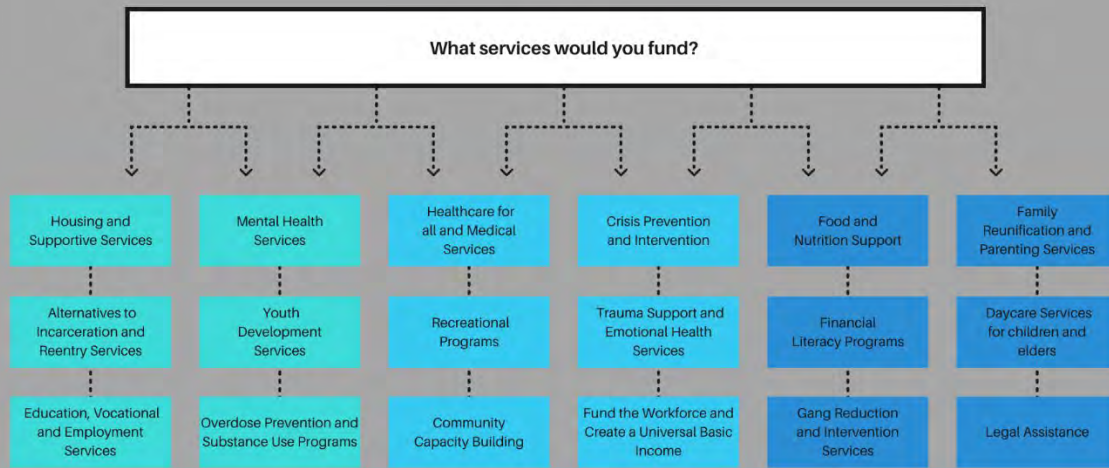 What services would you fund?
Housing and
Supportive Services
Mental Health
Services
Healthcare for
all and Medical
Services
Crisis Prevention
and Intervention
Food and
Nutrition Support
Family
Reunification and
Parenting Services
Alternatives to
Incarceration and
Reentry Services
Youth
Development
Services
Recreational
Programs
Trauma Support and
Emotional Health
Services
Financial
Literacy Programs
Daycare Services
for children and
elders
Education, Vocational
and Employment
Services
Overdose Prevention and
Substance Use Programs
Community
Capacity Building
Fund the Workforce and
Create a Universal Basic
Income
Gang Reduction
and Intervention
Services
Legal Assistance